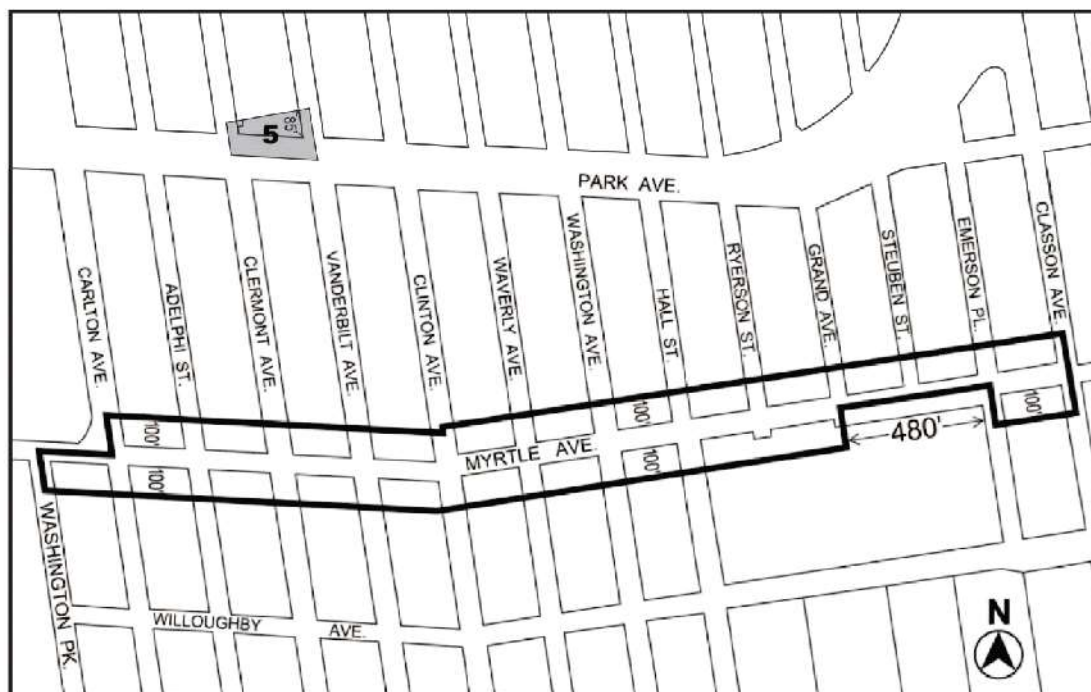 5
85'
PARK AVE.
CARLTON AVE.
ADELPHI ST.
CLERMONT AVE.
VANDERBILT AVE.
CLINTON AVE.
WAVERLY AVE.
WASHINGTON AVE.
HALL ST.
RYERSON ST.
GRAND AVE.
STEUBEN ST.
EMERSON PL.
CLASSON AVE.
100'
100'
100'
MYRTLE AVE.
480'
100'
100'
WASHINGTON PK.
WILLOUGHBY AVE.
N